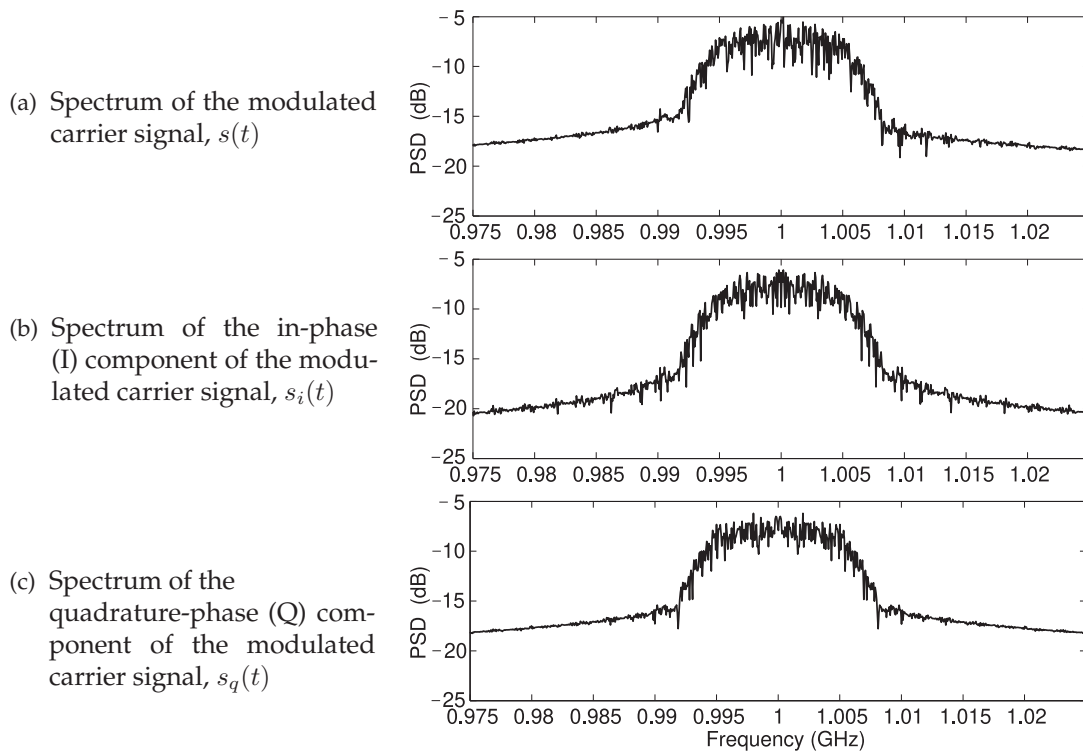 (a) Spectrum of the modulated
carrier signal, s(t)
PSD (dB)
−5
−10
−15
−20
−25
0.975 0.98 0.985 0.99 0.995 1 1.005 1.01 1.015 1.02
(b) Spectrum of the in-phase
(I) component of the modu-
lated carrier signal, s_i(t)
PSD (dB)
−5
−10
−15
−20
−25
0.975 0.98 0.985 0.99 0.995 1 1.005 1.01 1.015 1.02
(c) Spectrum of the
quadrature-phase (Q) com-
ponent of the modulated
carrier signal, s_q(t)
PSD (dB)
−5
−10
−15
−20
−25
0.975 0.98 0.985 0.99 0.995 1 1.005 1.01 1.015 1.02
Frequency (GHz)